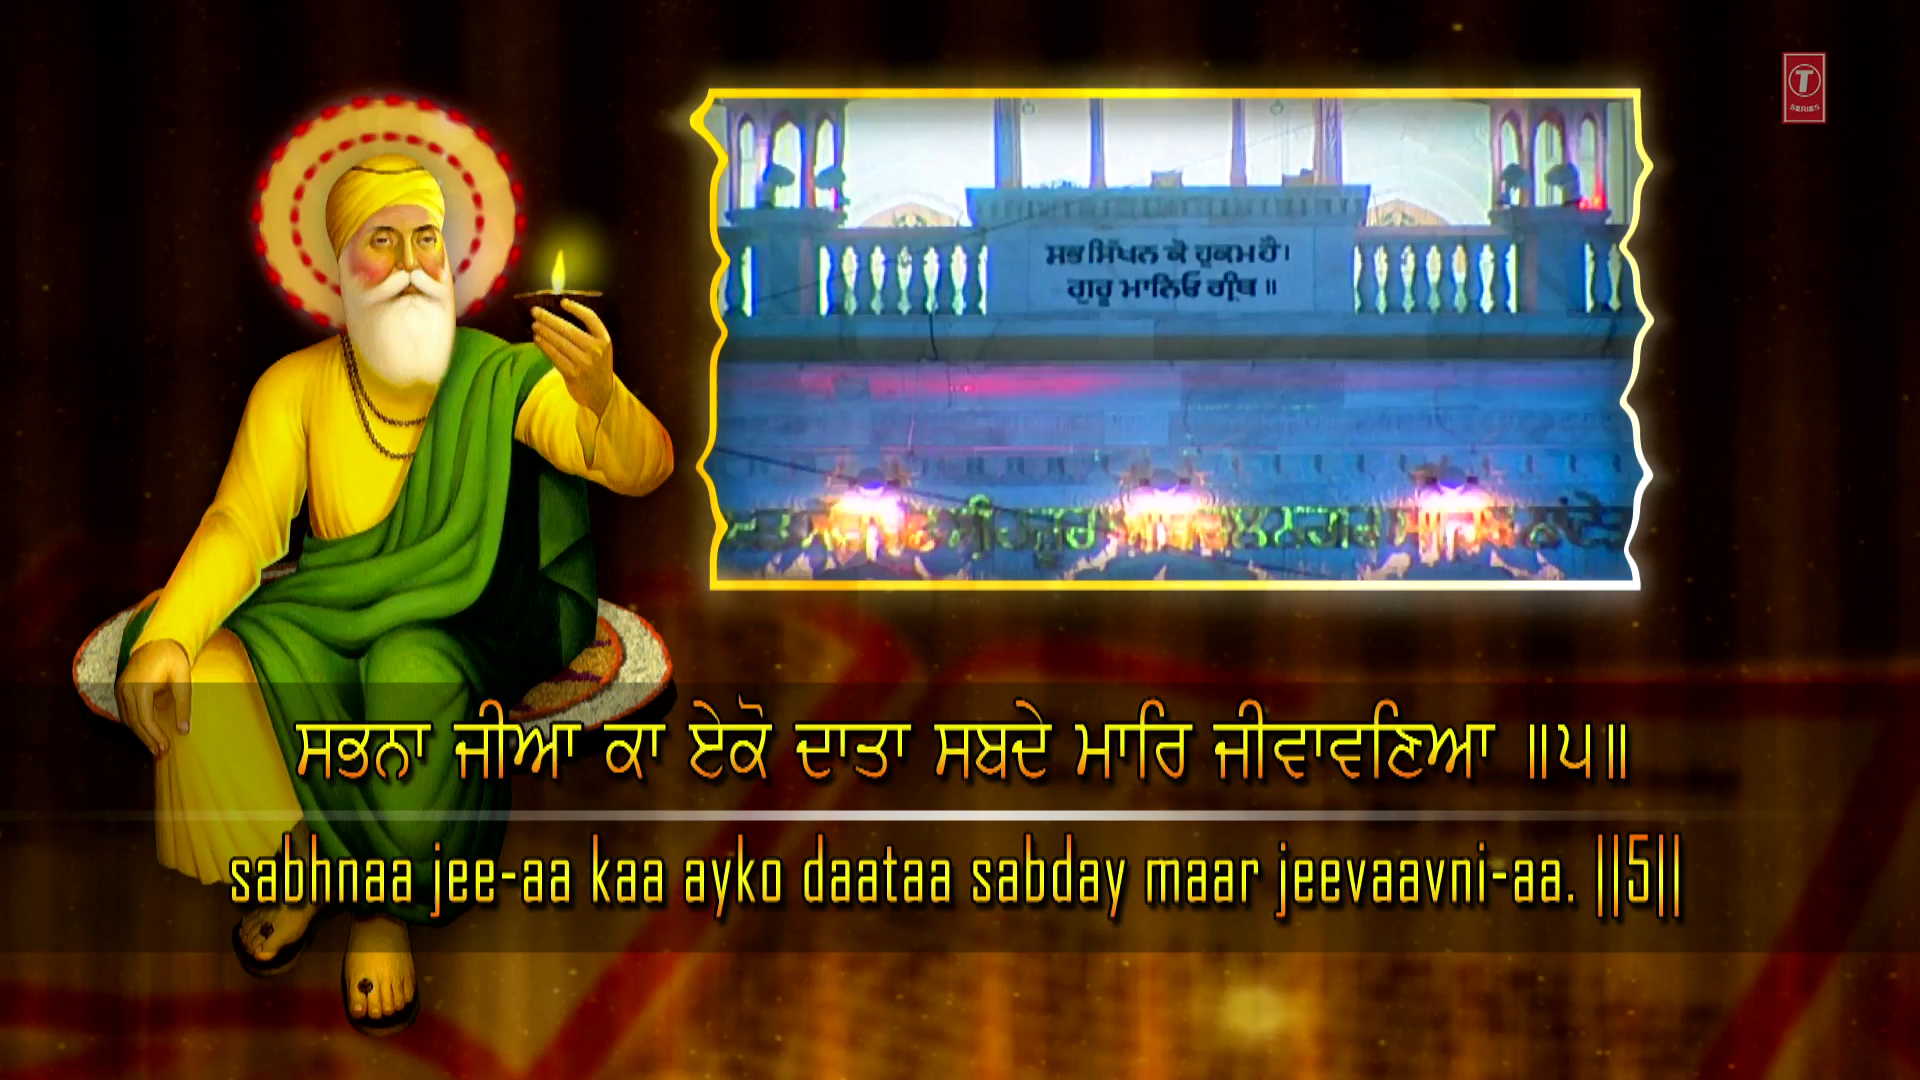 T
SERIES
ਸਭ ਸਿੱਖਨ ਕੋ ਹੁਕਮ ਹੈ।
ਗੁਰੂ ਮਾਨਿਓ ਗ੍ਰੰਥ ॥
ਸਭਨਾ ਜੀਆ ਕਾ ਏਕੋ ਦਾਤਾ ਸਬਦੇ ਮਾਰਿ ਜੀਵਾਵਣਿਆ ॥੫॥
sabhnaa jee-aa kaa ayko daataa sabday maar jeevaavni-aa. ||5||